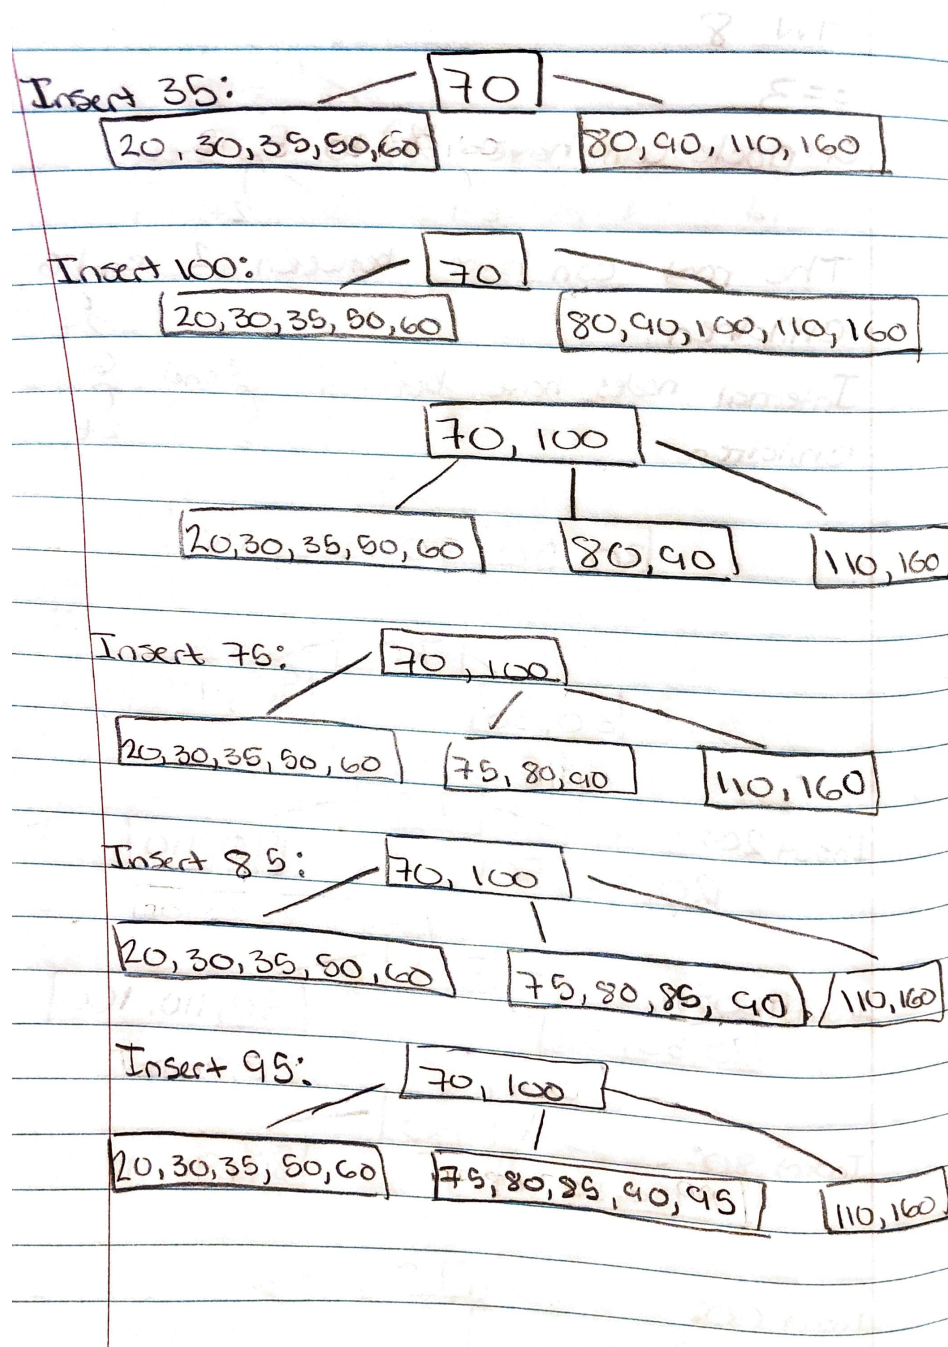 Insert 35:
70
20, 30, 35, 50, 60
80, 90, 110, 160
Insert 100:
70
20, 30, 35, 50, 60
80, 90, 100, 110, 160
70, 100
20, 30, 35, 50, 60
80, 90
110, 160
Insert 75:
70, 100
20, 30, 35, 50, 60
75, 80, 90
110, 160
Insert 85:
70, 100
20, 30, 35, 50, 60
75, 80, 85, 90
110, 160
Insert 95:
70, 100
20, 30, 35, 50, 60
75, 80, 85, 90, 95
110, 160